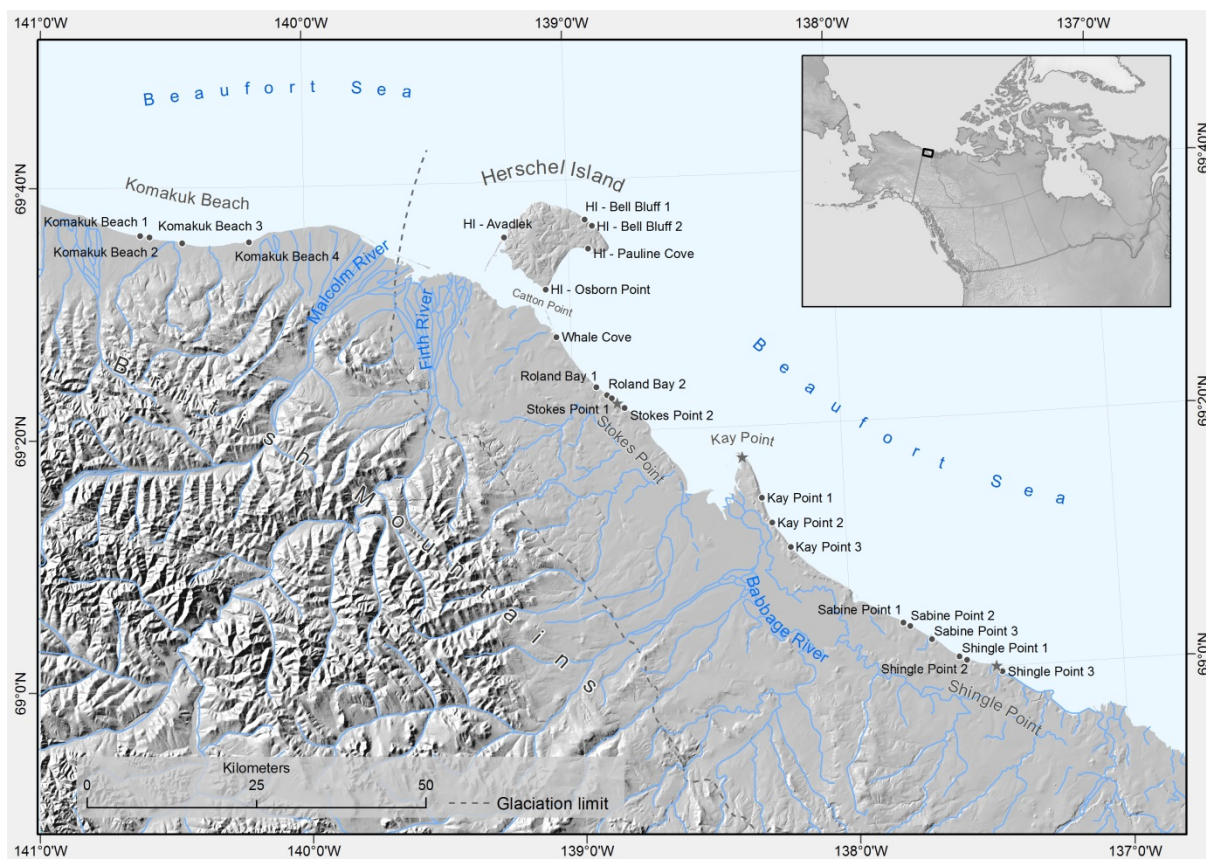 141°0'W
140°0'W
139°0'W
138°0'W
137°0'W
Beaufort Sea
69°40'N
69°40'N
Herschel Island
Komakuk Beach
HI - Bell Bluff 1
Komakuk Beach 1
Komakuk Beach 3
HI - Avadlek
HI - Bell Bluff 2
Komakuk Beach 2
Komakuk Beach 4
HI - Pauline Cove
Malcolm River
HI - Osborn Point
Catton Point
Firth River
Whale Cove
Beaufort Sea
British Mountains
Roland Bay 1
Roland Bay 2
69°20'N
Stokes Point 1
Stokes Point 2
Stokes Point
69°20'N
Kay Point
Kay Point 1
Kay Point 2
Kay Point 3
Babbage River
Sabine Point 1
Sabine Point 2
Sabine Point 3
Shingle Point 1
69°0'N
Shingle Point 2
Shingle Point 3
Shingle Point
69°0'N
Kilometers
0
25
50
Glaciation limit
141°0'W
140°0'W
139°0'W
138°0'W
137°0'W